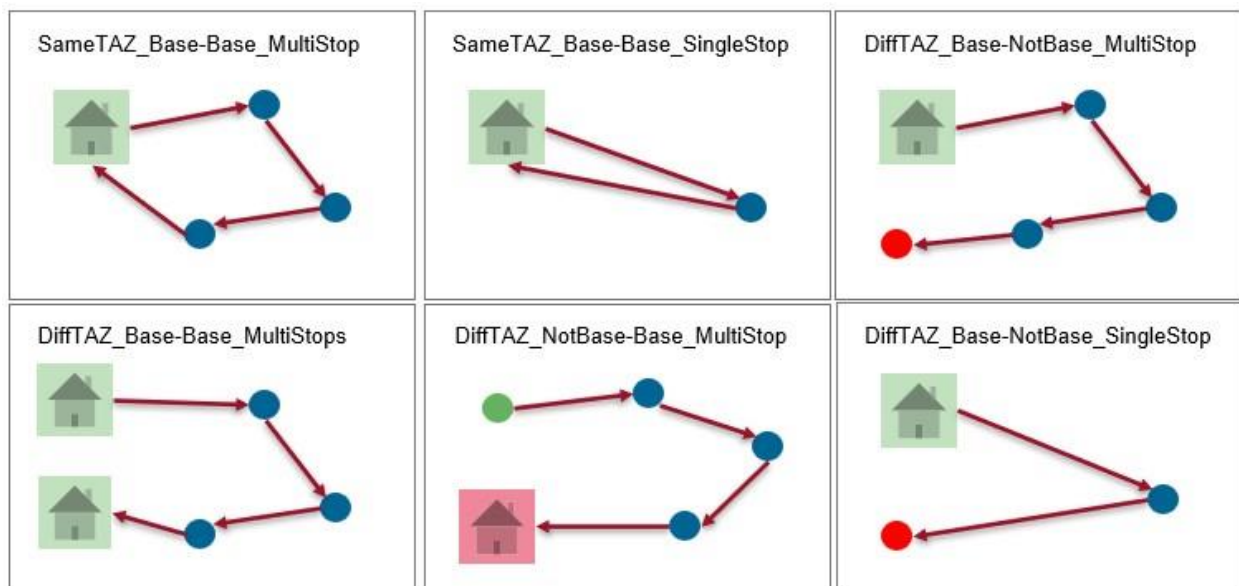 SameTAZ_Base-Base_MultiStop
SameTAZ_Base-Base_SingleStop
DiffTAZ_Base-NotBase_MultiStop
DiffTAZ_Base-Base_MultiStops
DiffTAZ_NotBase-Base_MultiStop
DiffTAZ_Base-NotBase_SingleStop